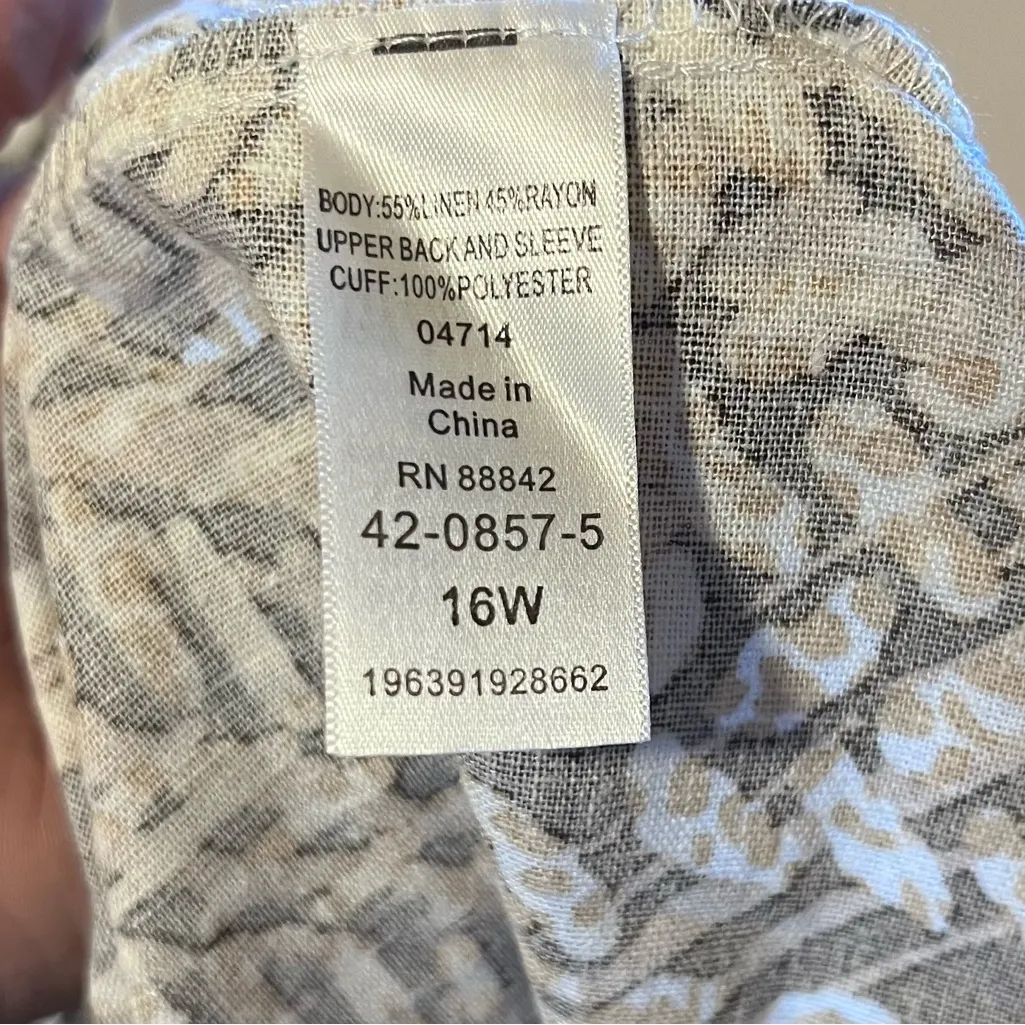 BODY:55%LINEN 45%RAYON
UPPER BACK AND SLEEVE
CUFF:100%POLYESTER
04714
Made in
China
RN 88842
42-0857-5
16W
196391928662